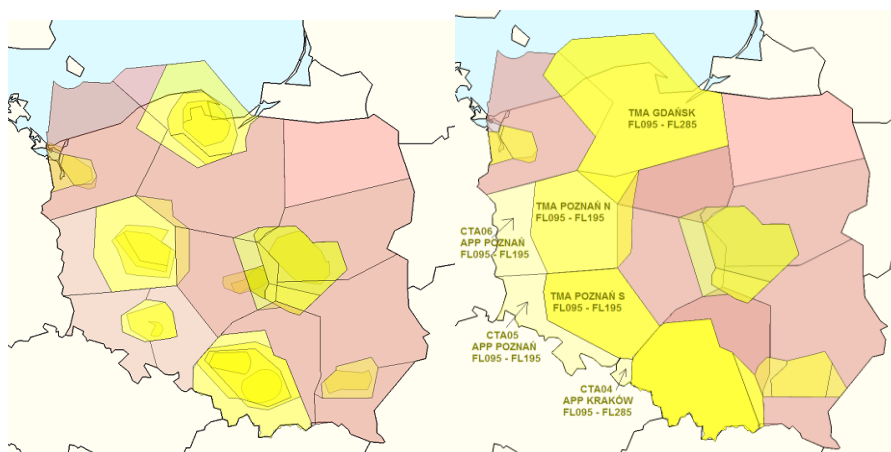 TMA GDAŃSK
FL095 - FL285
TMA POZNAŃ N
FL095 - FL195
CTA06
APP POZNAŃ
FL095 - FL195
TMA POZNAŃ S
FL095 - FL195
CTA05
APP POZNAŃ
FL095 - FL195
CTA04
APP KRAKÓW
FL095 - FL285